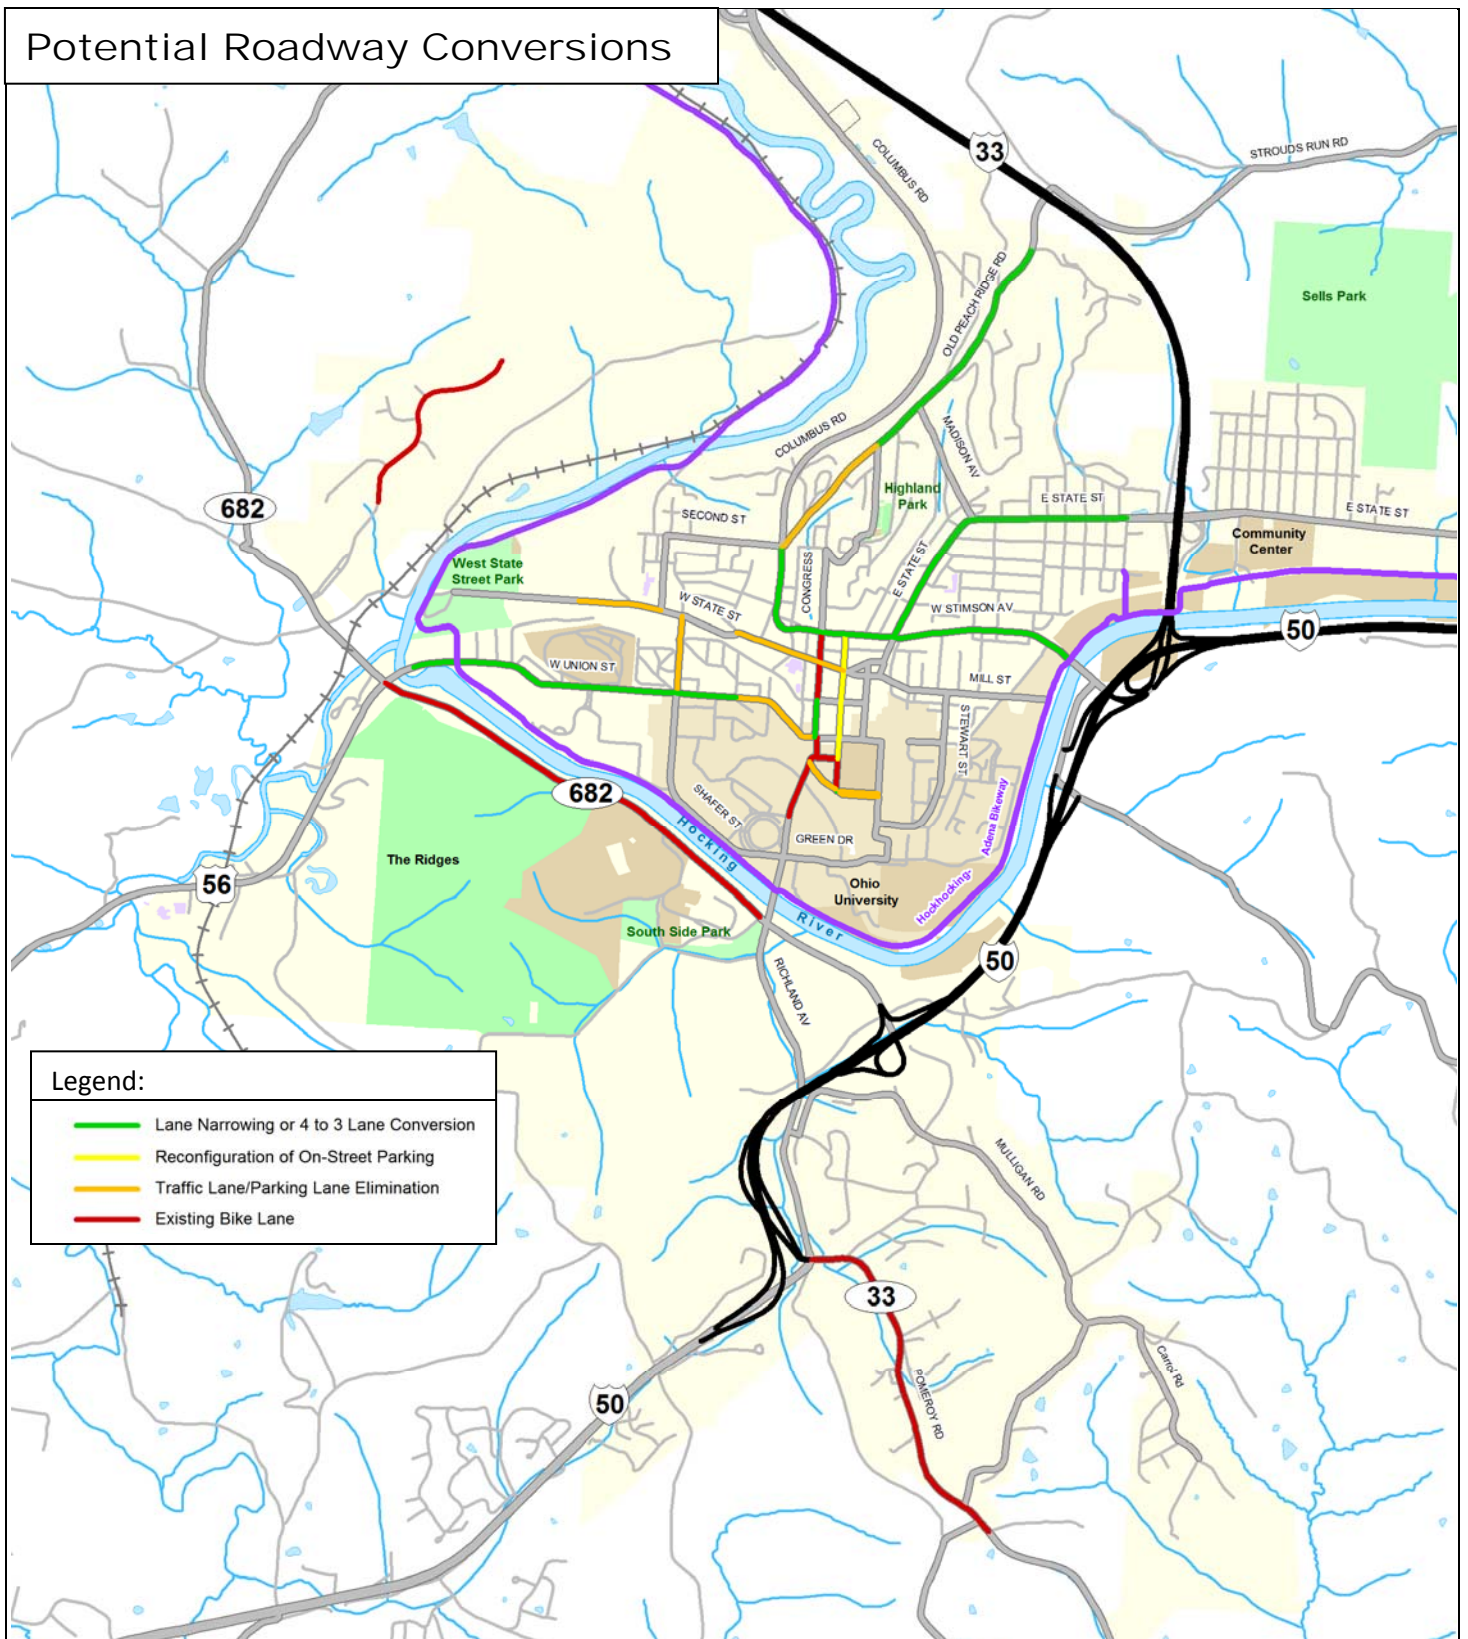 Potential Roadway Conversions
33
STROUDS RUN RD
COLUMBUS RD
OLD PEACH RIDGE RD
Sells Park
COLUMBUS RD
MADISON AV
682
Highland
Park
E STATE ST
E STATE ST
SECOND ST
Community
Center
West State
Street Park
CONGRESS
E STATE ST
W STATE ST
W STIMSON AV
50
W UNION ST
MILL ST
STEWART ST
682
SHAFER ST
Hocking
River
GREEN DR
Hockhocking-
Adena Bikeway
The Ridges
56
Ohio
University
South Side Park
50
RICHLAND AV
Legend:
Lane Narrowing or 4 to 3 Lane Conversion
Reconfiguration of On-Street Parking
Traffic Lane/Parking Lane Elimination
Existing Bike Lane
MULLIGAN RD
33
Carrol Rd
POMEROY RD
50